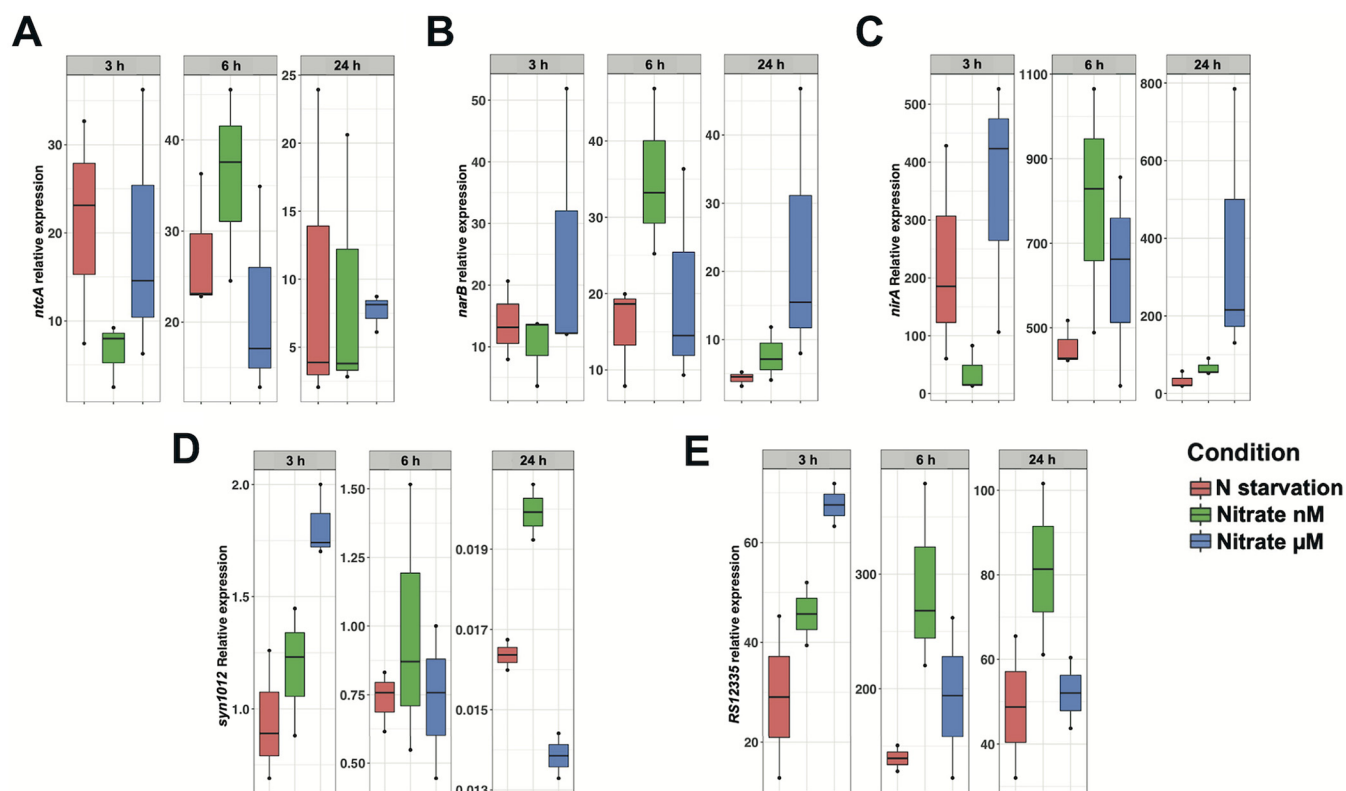 A
B
C
3 h
6 h
24 h
3 h
6 h
24 h
3 h
6 h
24 h
ntcA relative expression
30
20
10
40
30
20
25
20
15
10
5
narB relative expression
50
40
30
20
10
40
30
20
10
40
30
20
10
nirA Relative expression
500
400
300
200
100
0
1100
900
700
500
800
600
400
200
0
D
E
3 h
6 h
24 h
3 h
6 h
24 h
syn1012 Relative expression
2.0
1.5
1.0
1.50
1.25
1.00
0.75
0.50
0.019
0.017
0.015
0.013
RS12335 relative expression
60
40
20
300
200
100
80
60
40
Condition
N starvation
Nitrate nM
Nitrate µM